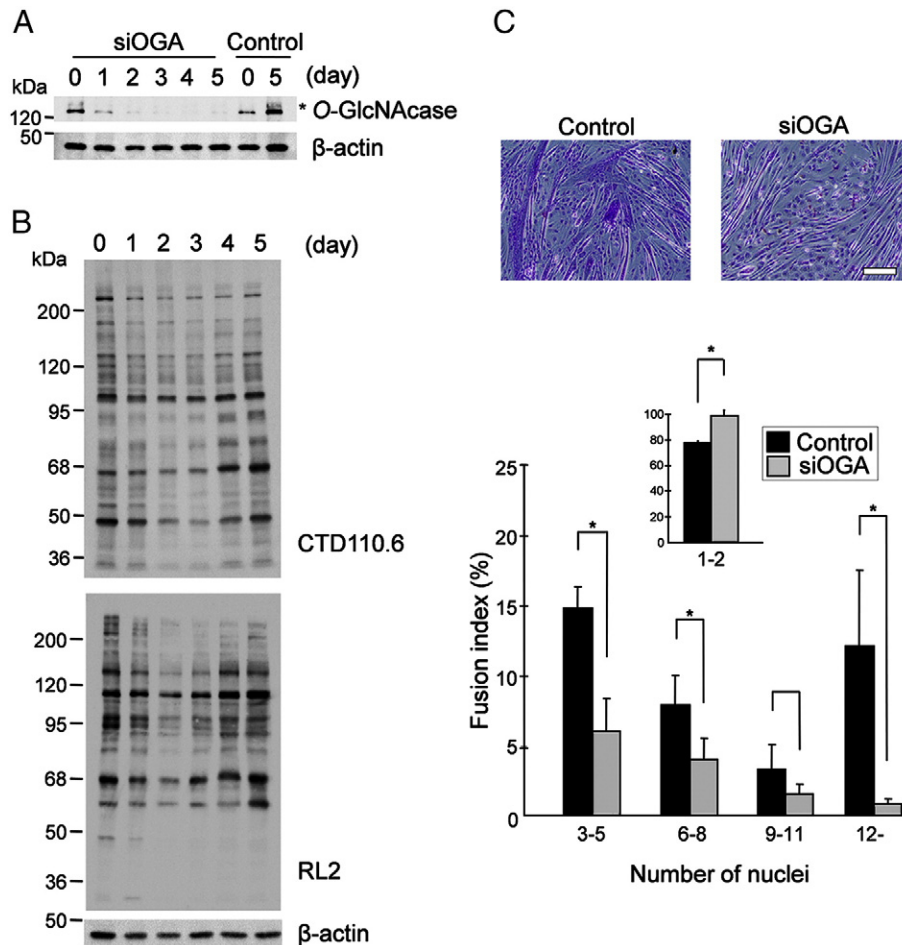 A
siOGA Control
0 1 2 3 4 5 0 5 (day)
kDa
120
* O-GlcNAcase
50
β-actin
B
0 1 2 3 4 5 (day)
kDa
200
120
95
68
50
36
CTD110.6
200
120
95
68
50
36
RL2
50
β-actin
C
Control siOGA
*
100
80
60
40
20
0
1-2
Control
siOGA
Fusion index (%)
25
20
15
10
5
0
*
*
*
3-5 6-8 9-11 12-
Number of nuclei